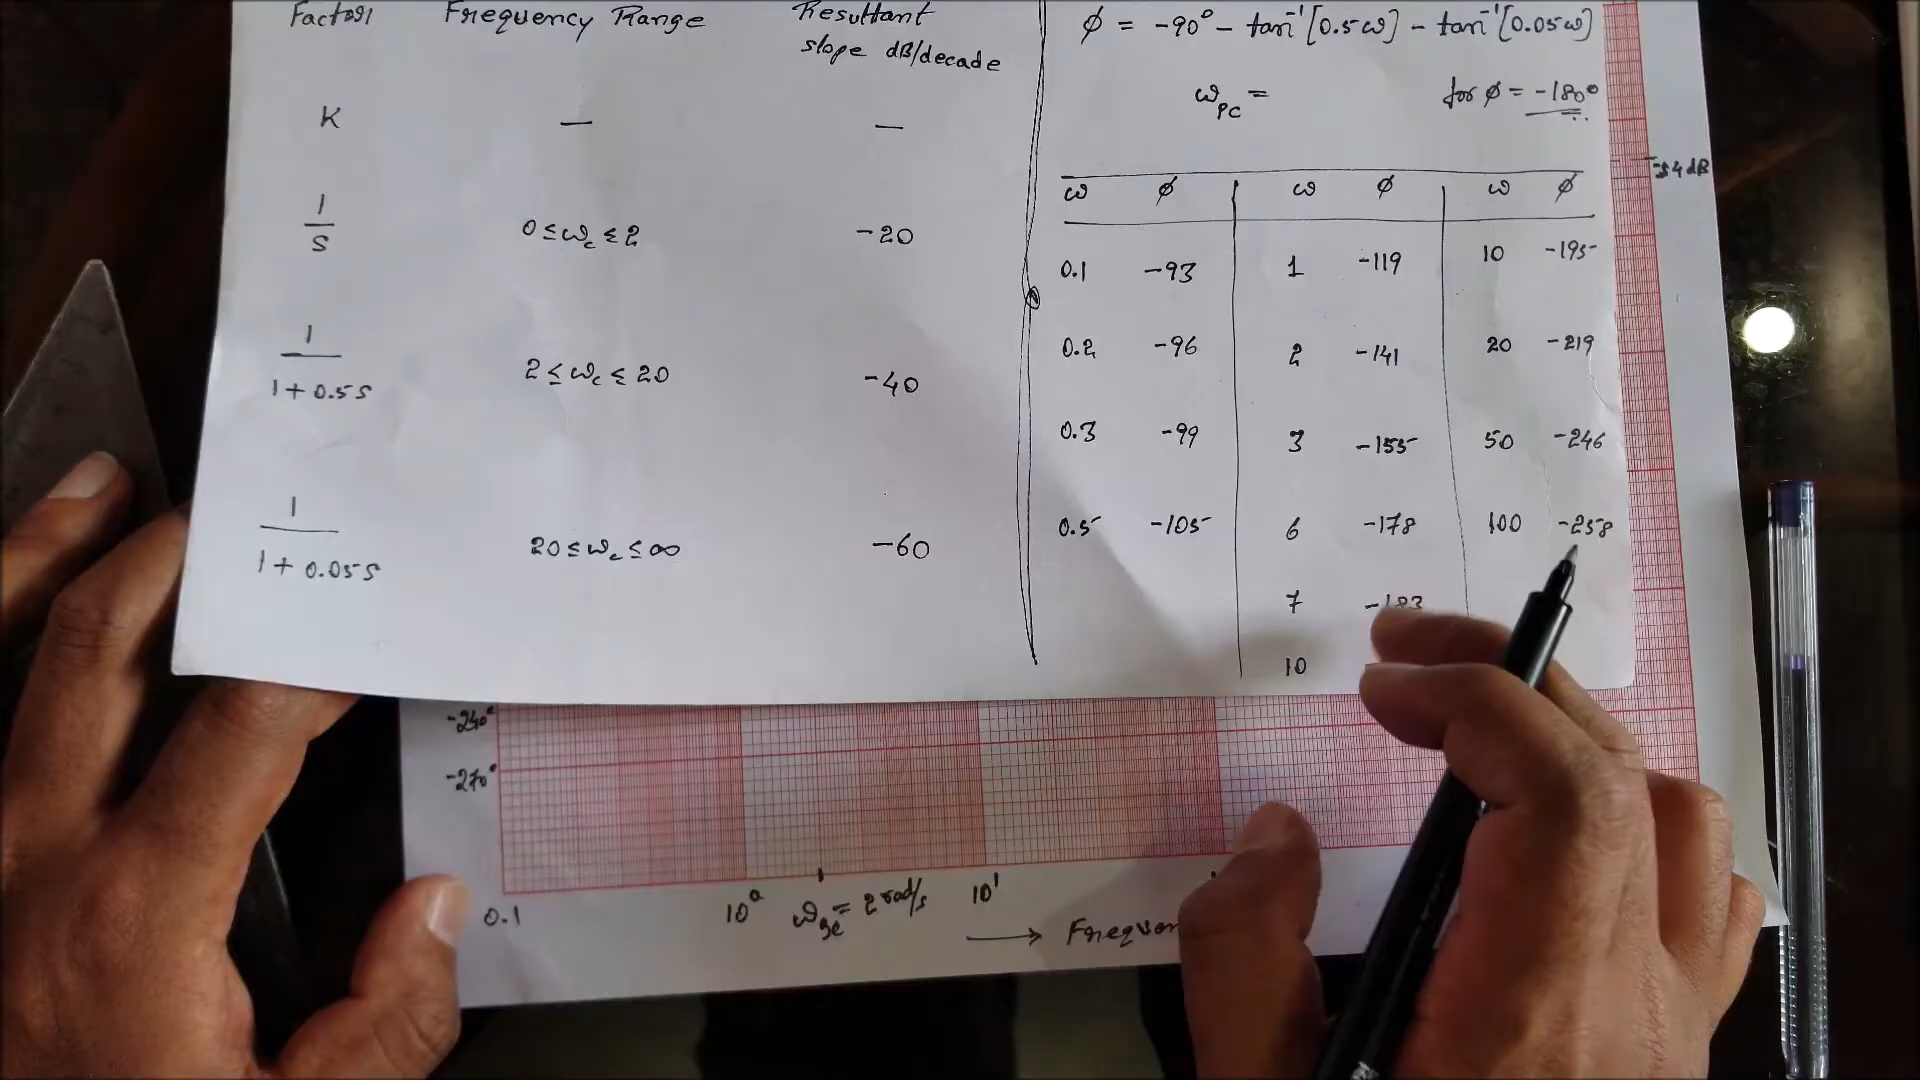 Factor Frequency Range Resultant slope dB/decade
K — —
1/s 0 ≤ ωc ≤ 2 -20
1/(1 + 0.5s) 2 ≤ ωc ≤ 20 -40
1/(1 + 0.05s) 20 ≤ ωc ≤ ∞ -60
ϕ = -90° - tan⁻¹[0.5ω] - tan⁻¹[0.05ω]
ωpc = for ϕ = -180°
ω ϕ ω ϕ ω ϕ
0.1 -93 1 -119 10 -195
0.2 -96 2 -141 20 -219
0.3 -99 3 -155 50 -246
0.5 -105 6 -178 100 -258
7 -183
10
-54 dB
-240°
-270°
0.1 10⁰ ωgc = 2 rad/s 10¹
→ Frequen